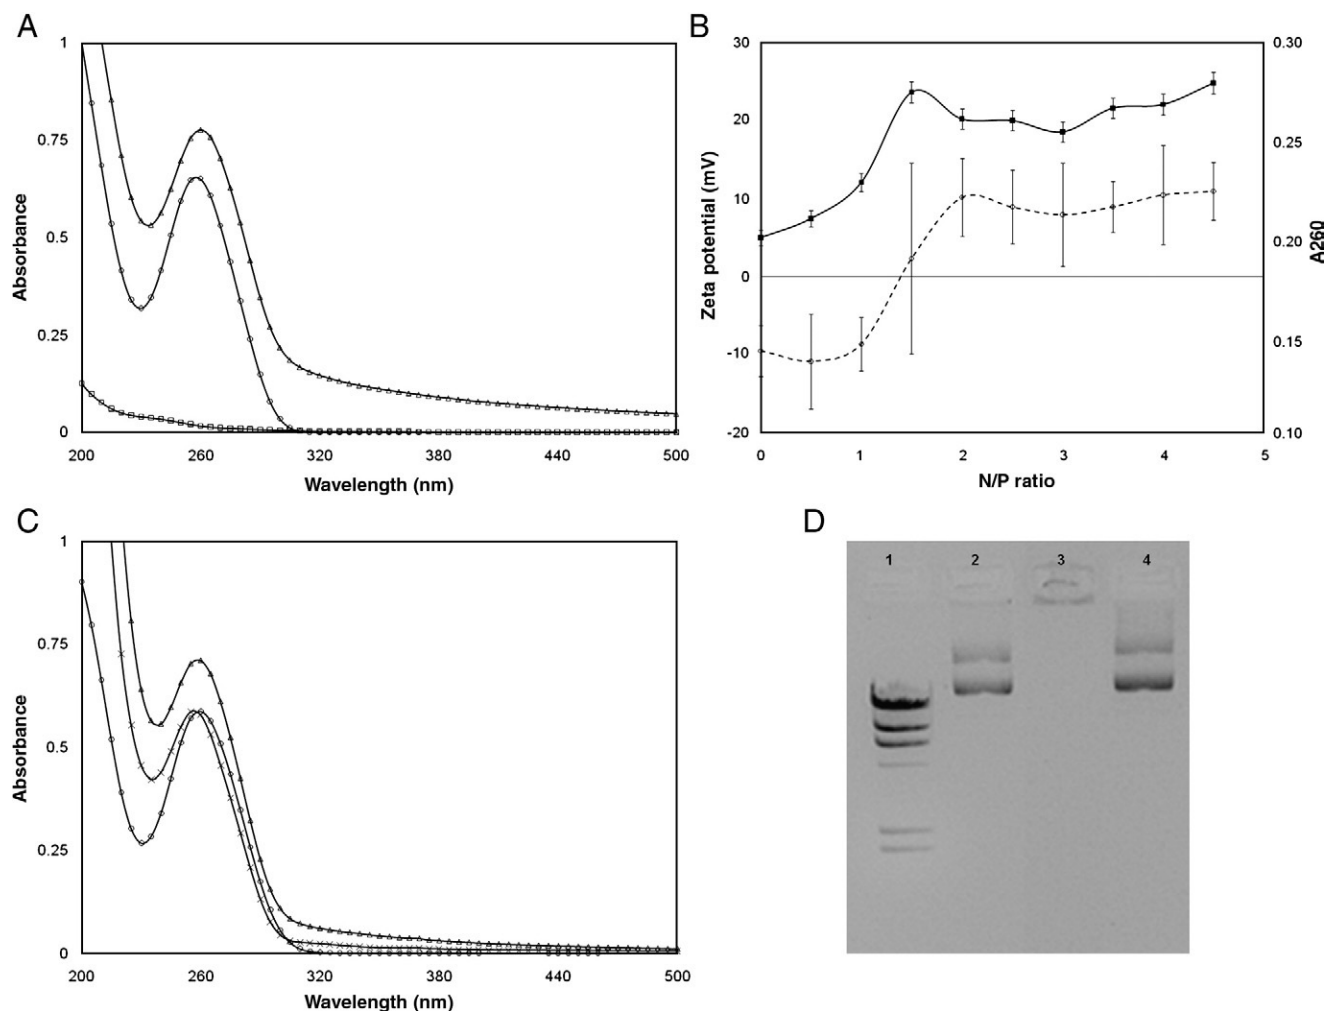 A
1
0.75
0.5
0.25
0
200 260 320 380 440 500
Absorbance
Wavelength (nm)
B
30
20
10
0
-10
-20
0.30
0.25
0.20
0.15
0.10
0 1 2 3 4 5
Zeta potential (mV)
A260
N/P ratio
C
1
0.75
0.5
0.25
0
200 260 320 380 440 500
Absorbance
Wavelength (nm)
D
1 2 3 4